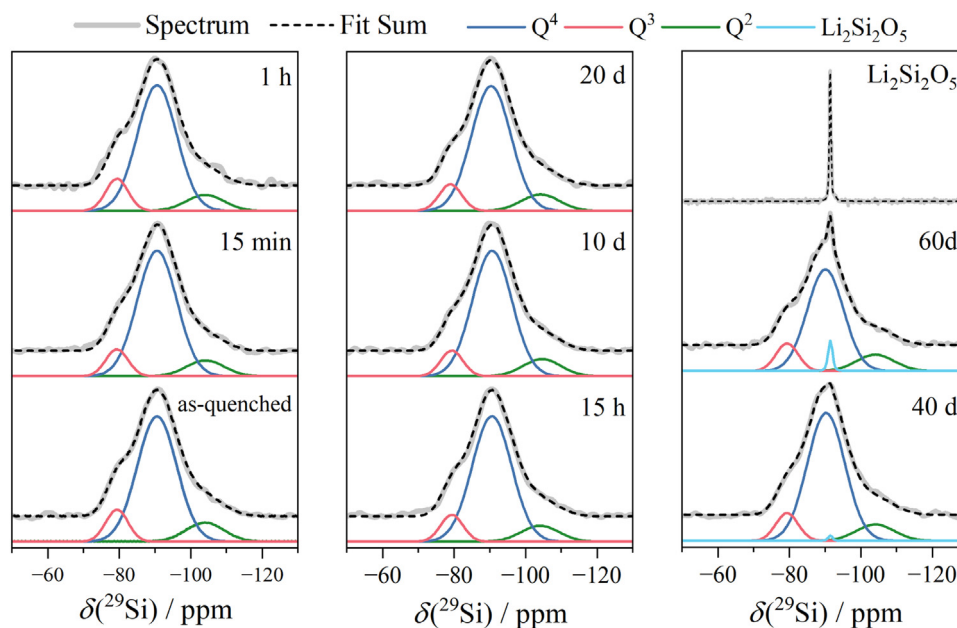 Spectrum Fit Sum Q⁴ Q³ Q² Li₂Si₂O₅
1 h
20 d
Li₂Si₂O₅
15 min
10 d
60d
as-quenched
15 h
40 d
−60 −80 −100 −120
−60 −80 −100 −120
−60 −80 −100 −120
δ(²⁹Si) / ppm
δ(²⁹Si) / ppm
δ(²⁹Si) / ppm